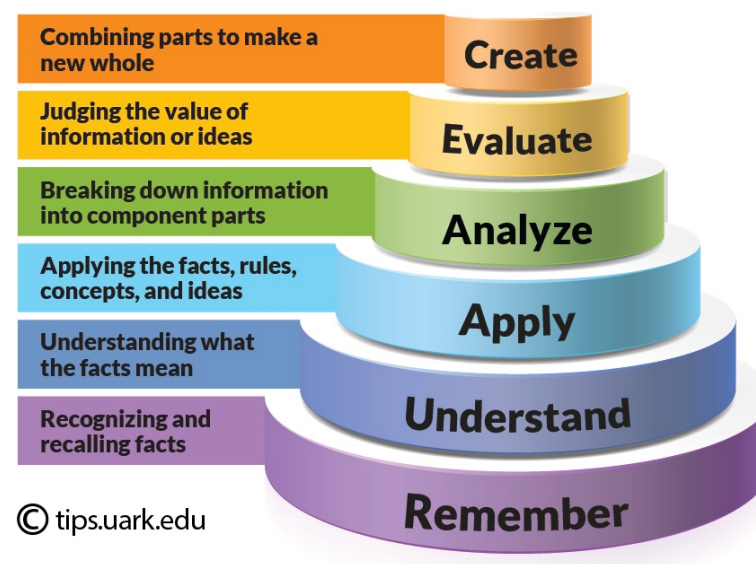 Combining parts to make a
new whole
Create
Judging the value of
information or ideas
Evaluate
Breaking down information
into component parts
Analyze
Applying the facts, rules,
concepts, and ideas
Apply
Understanding what
the facts mean
Understand
Recognizing and
recalling facts
Remember
© tips.uark.edu